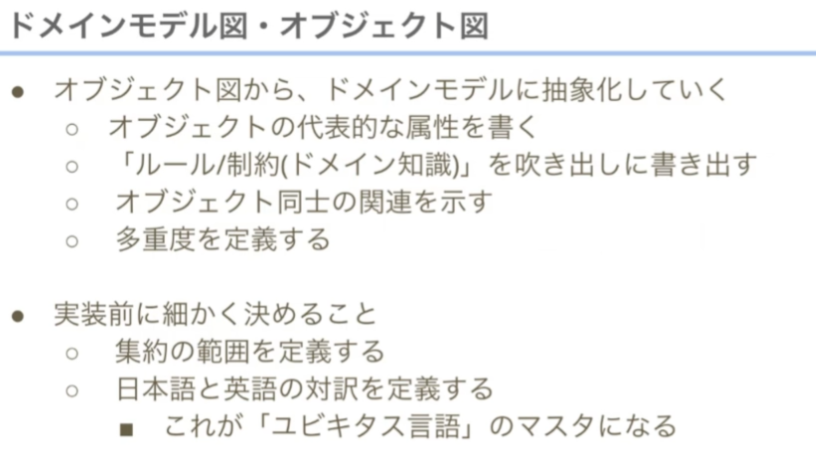 ドメインモデル図・オブジェクト図
● オブジェクト図から、ドメインモデルに抽象化していく
○ オブジェクトの代表的な属性を書く
○ 「ルール/制約(ドメイン知識)」を吹き出しに書き出す
○ オブジェクト同士の関連を示す
○ 多重度を定義する
● 実装前に細かく決めること
○ 集約の範囲を定義する
○ 日本語と英語の対訳を定義する
■ これが「ユビキタス言語」のマスタになる